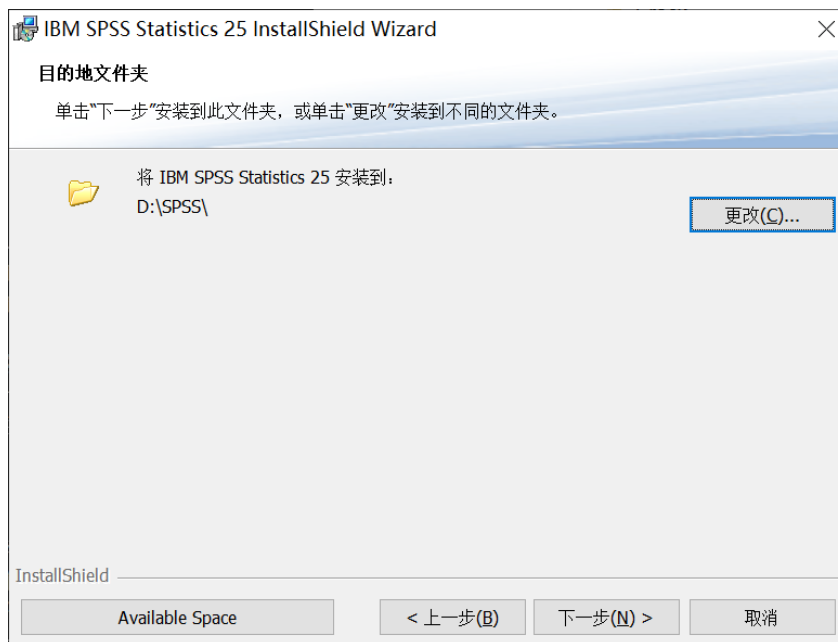 IBM SPSS Statistics 25 InstallShield Wizard
目的地文件夹
单击“下一步”安装到此文件夹，或单击“更改”安装到不同的文件夹。
将 IBM SPSS Statistics 25 安装到：
D:\SPSS\
更改(C)...
InstallShield
Available Space
< 上一步(B)
下一步(N) >
取消